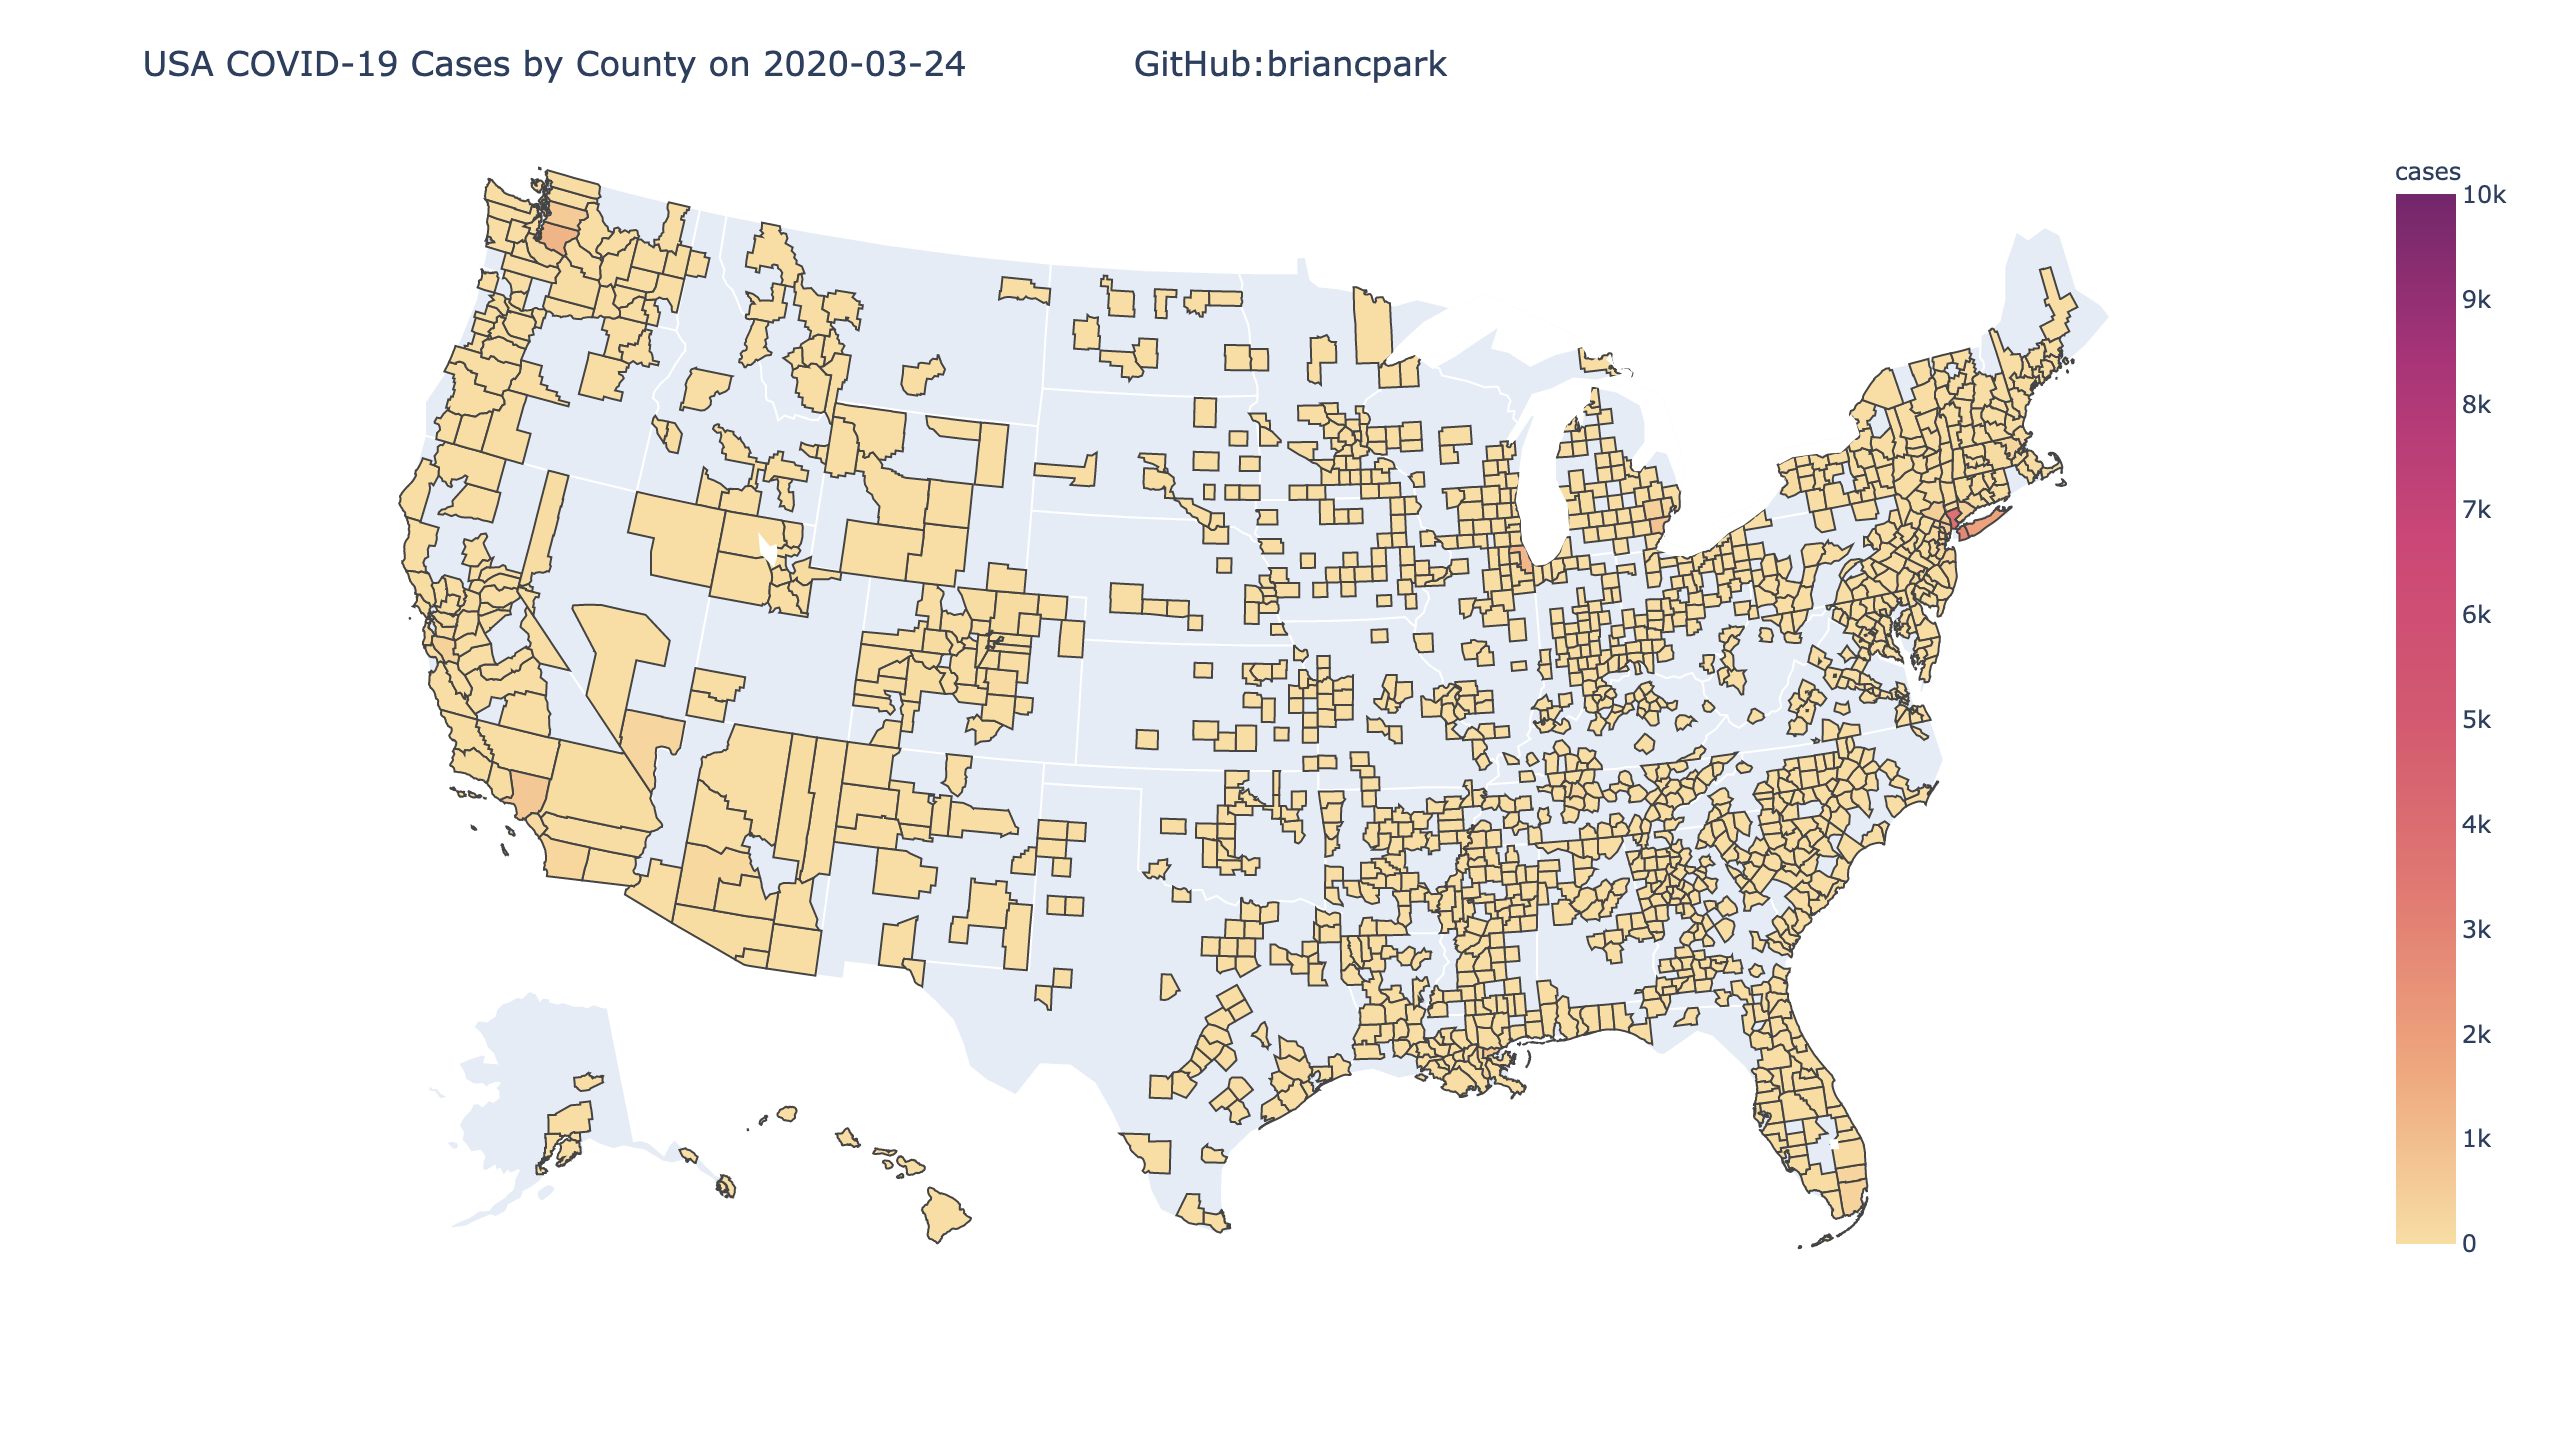 USA COVID-19 Cases by County on 2020-03-24 GitHub:briancpark
cases
10k
9k
8k
7k
6k
5k
4k
3k
2k
1k
0